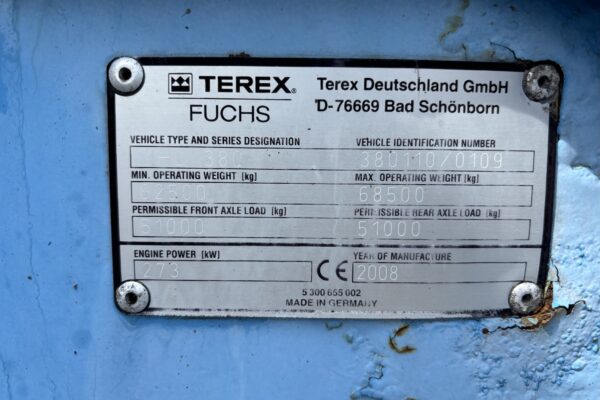 TEREX®
FUCHS
Terex Deutschland GmbH
D-76669 Bad Schönborn
VEHICLE TYPE AND SERIES DESIGNATION
380
VEHICLE IDENTIFICATION NUMBER
380110/0109
MIN. OPERATING WEIGHT [kg]
MAX. OPERATING WEIGHT [kg]
68500
PERMISSIBLE FRONT AXLE LOAD [kg]
51000
PERMISSIBLE REAR AXLE LOAD [kg]
51000
ENGINE POWER [kW]
273
CE
YEAR OF MANUFACTURE
2008
5 300 655 002
MADE IN GERMANY